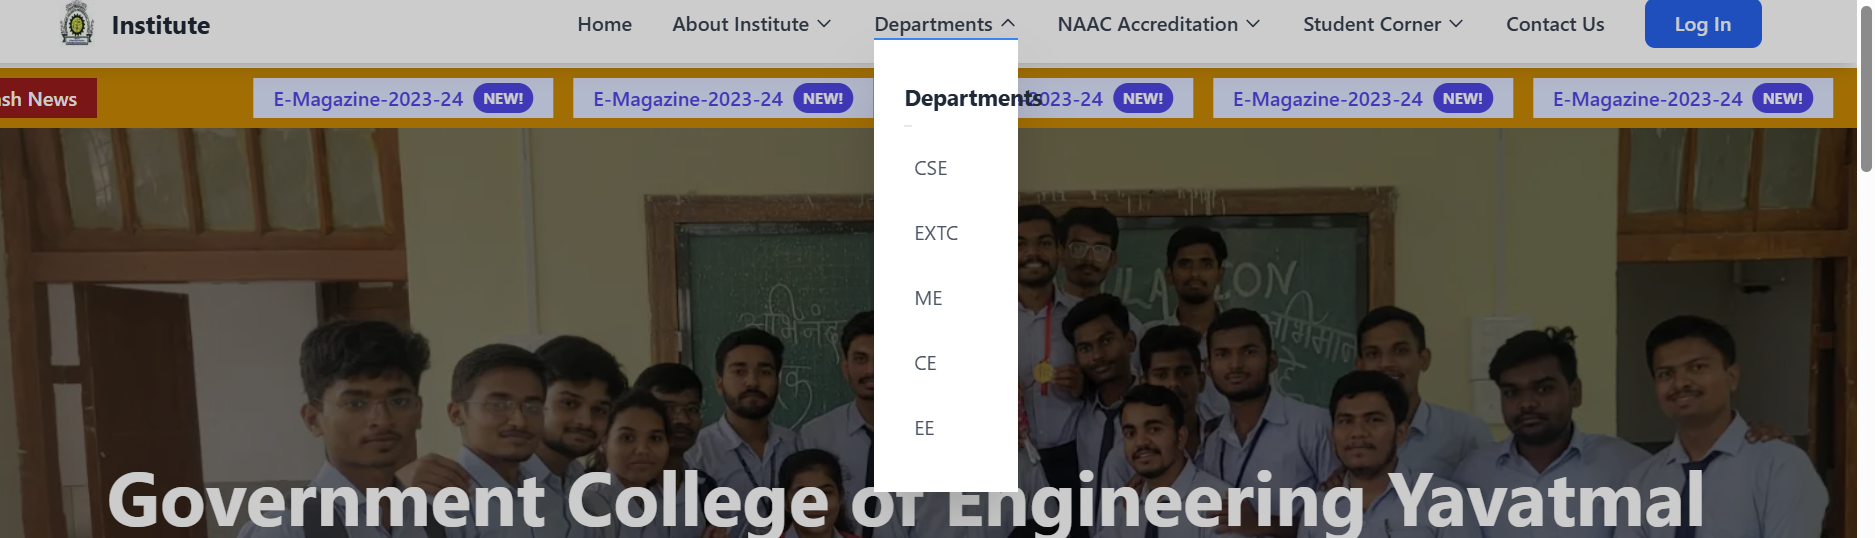 Institute
Home
About Institute
Departments
NAAC Accreditation
Student Corner
Contact Us
Log In
sh News
E-Magazine-2023-24 NEW!
E-Magazine-2023-24 NEW!
-2023-24 NEW!
E-Magazine-2023-24 NEW!
E-Magazine-2023-24 NEW!
Departments
CSE
EXTC
ME
CE
EE
Government College of Engineering Yavatmal